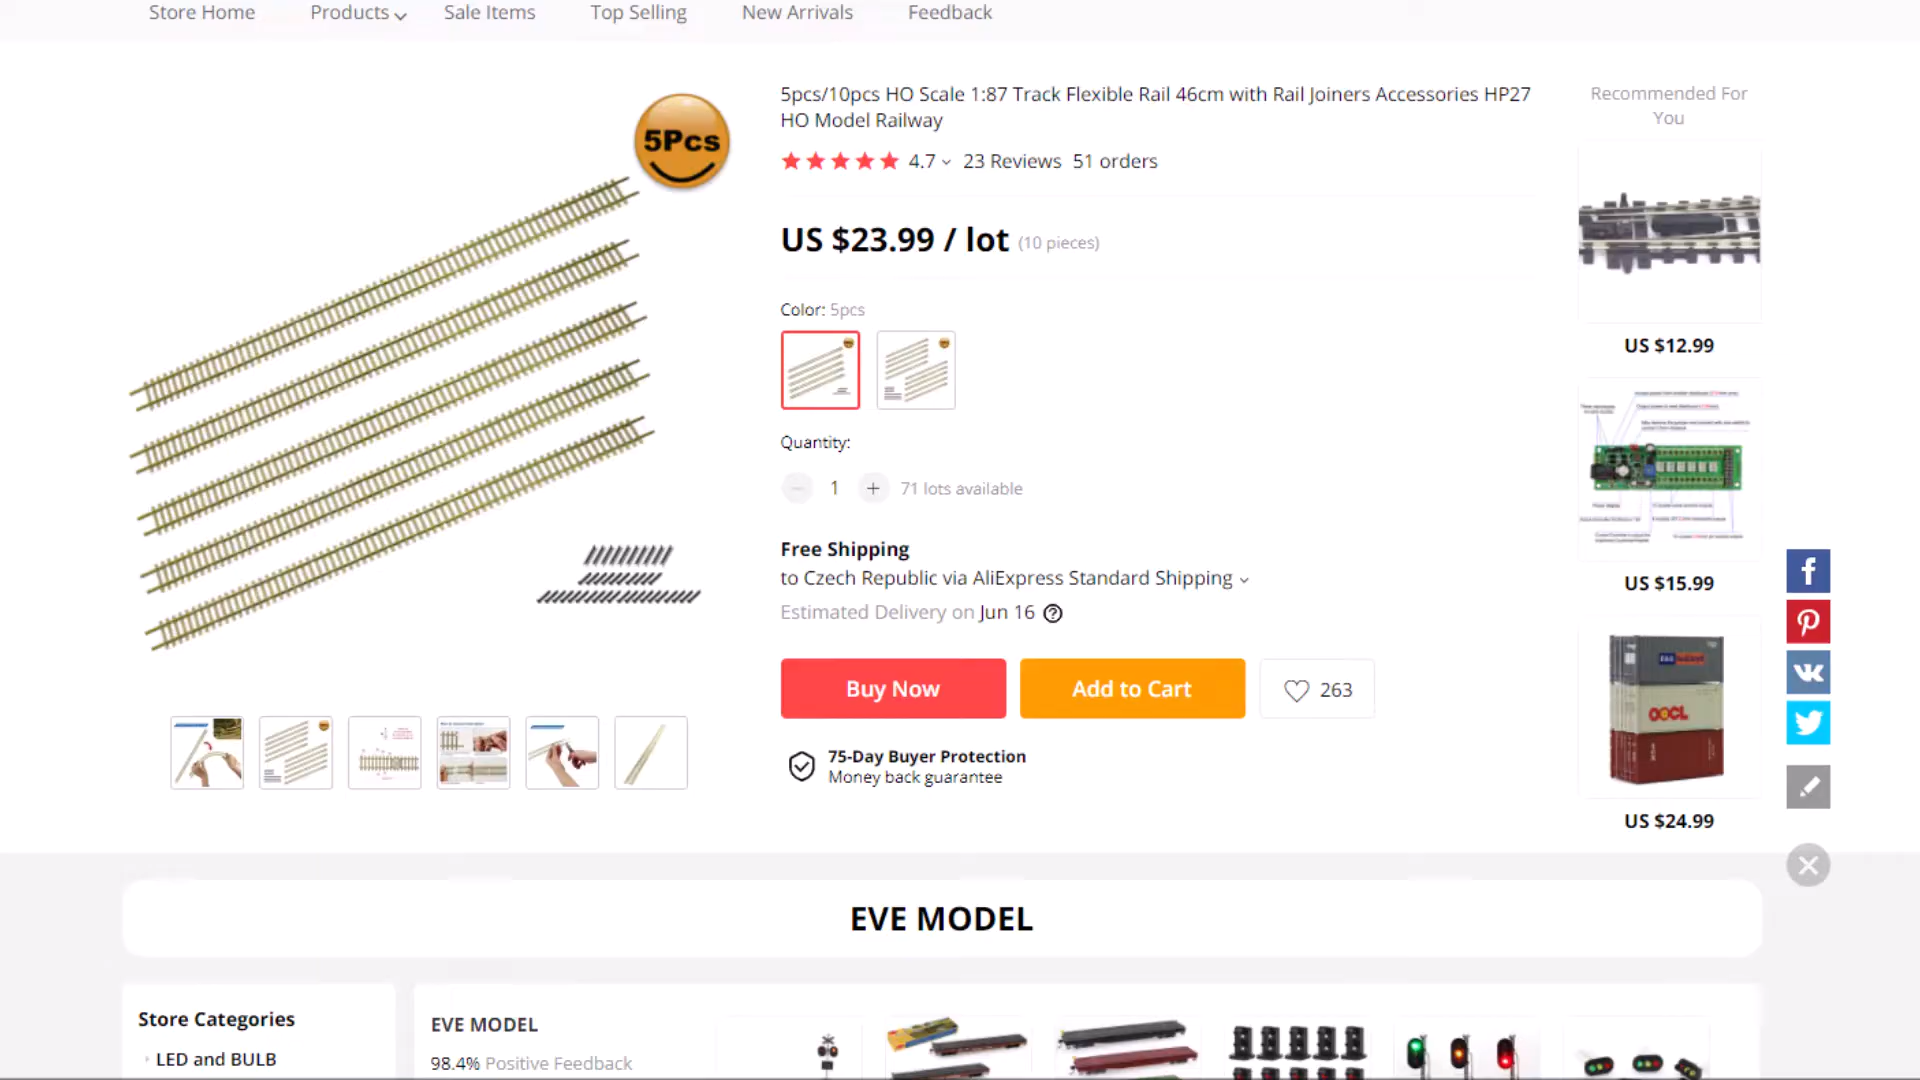 Store Home
Products
Sale Items
Top Selling
New Arrivals
Feedback
5Pcs
5pcs/10pcs HO Scale 1:87 Track Flexible Rail 46cm with Rail Joiners Accessories HP27
HO Model Railway
4.7
23 Reviews
51 orders
US $23.99 / lot (10 pieces)
Color: 5pcs
Quantity:
1
71 lots available
Free Shipping
to Czech Republic via AliExpress Standard Shipping
Estimated Delivery on Jun 16
Buy Now
Add to Cart
263
75-Day Buyer Protection
Money back guarantee
Recommended For
You
US $12.99
US $15.99
OOCL
US $24.99
EVE MODEL
Store Categories
LED and BULB
EVE MODEL
98.4% Positive Feedback